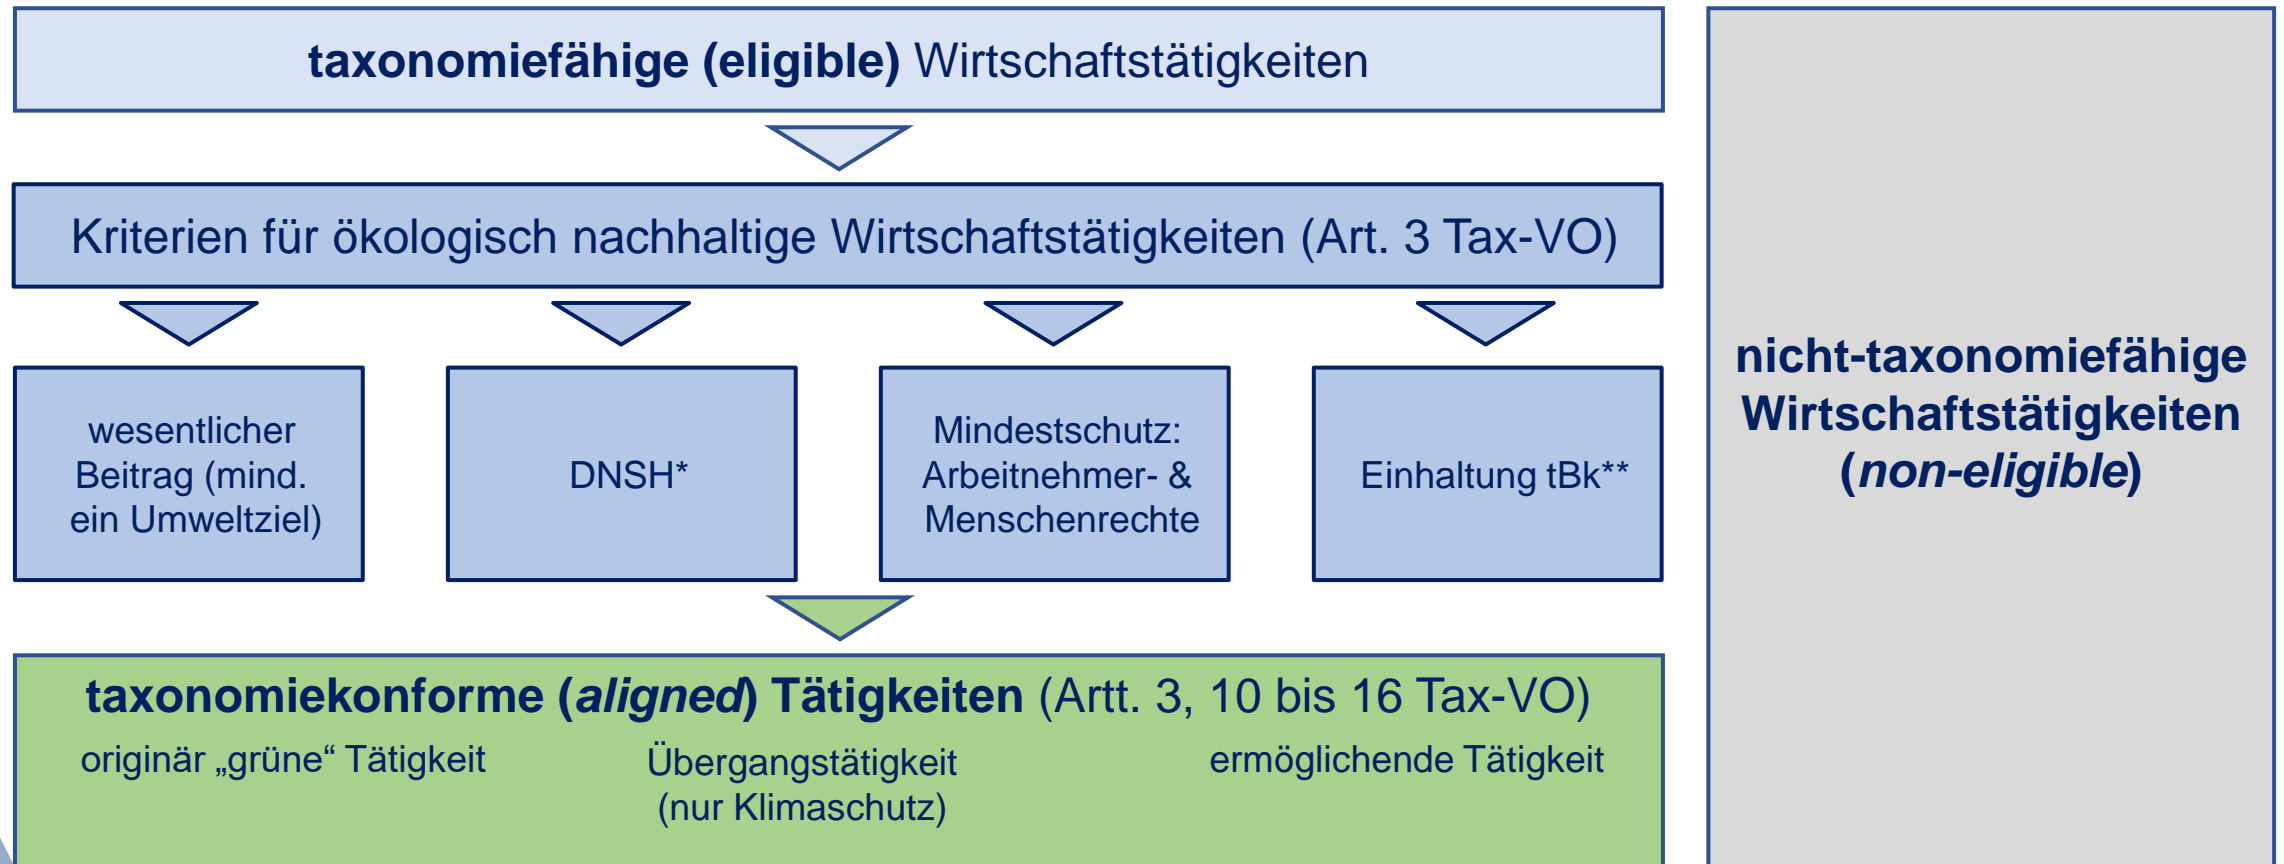 taxonomiefähige (eligible) Wirtschaftstätigkeiten
Kriterien für ökologisch nachhaltige Wirtschaftstätigkeiten (Art. 3 Tax-VO)
wesentlicher
Beitrag (mind.
ein Umweltziel)
DNSH*
Mindestschutz:
Arbeitnehmer- &
Menschenrechte
Einhaltung tBk**
taxonomiekonforme (aligned) Tätigkeiten (Artt. 3, 10 bis 16 Tax-VO)
originär „grüne“ Tätigkeit
Übergangstätigkeit
(nur Klimaschutz)
ermöglichende Tätigkeit
nicht-taxonomiefähige
Wirtschaftstätigkeiten
(non-eligible)